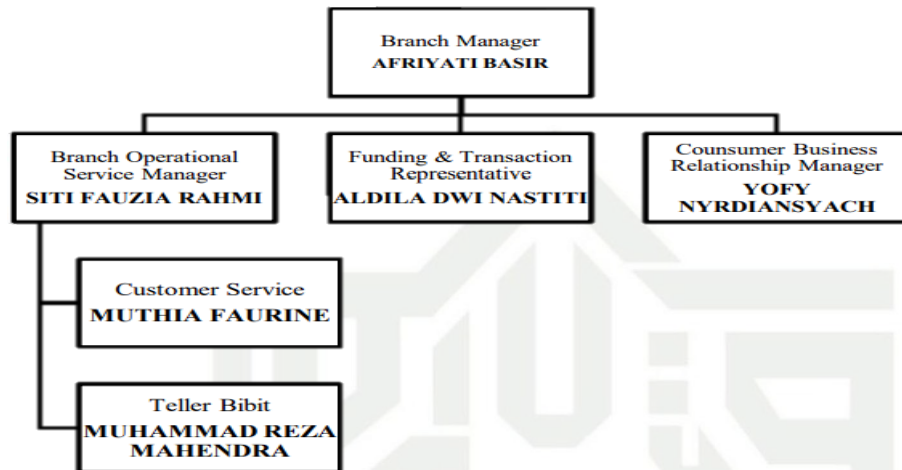 Branch Manager
AFRIYATI BASIR
Branch Operational
Service Manager
SITI FAUZIA RAHMI
Funding & Transaction
Representative
ALDILA DWI NASTITI
Counsumer Business
Relationship Manager
YOFY
NYRDIANSYACH
Customer Service
MUTHIA FAURINE
Teller Bibit
MUHAMMAD REZA
MAHENDRA